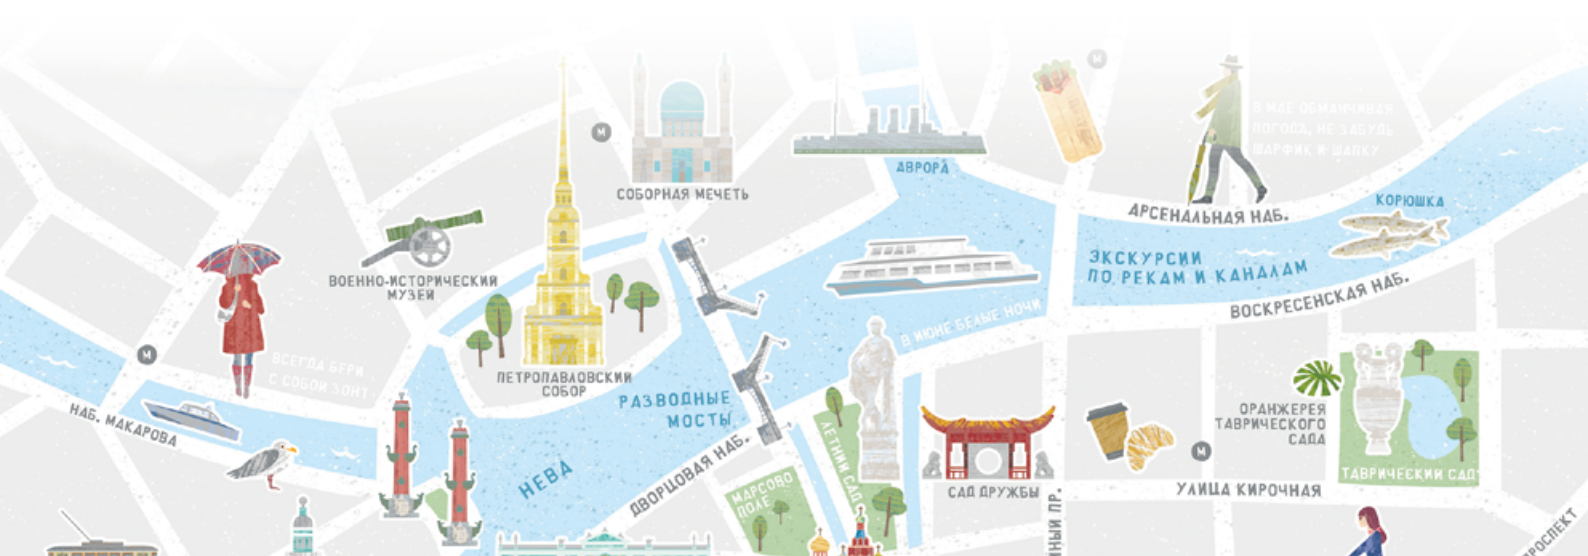 М
В МАЕ ОБМАНЧИВАЯ
ПОГОДА, НЕ ЗАБУДЬ
ШАРФИК И ШАПКУ
М
АВРОРА
СОБОРНАЯ МЕЧЕТЬ
КОРЮШКА
АРСЕНАЛЬНАЯ НАБ.
ЭКСКУРСИИ
ПО РЕКАМ И КАНАЛАМ
ВОЕННО-ИСТОРИЧЕСКИЙ
МУЗЕЙ
ВОСКРЕСЕНСКАЯ НАБ.
В ИЮНЕ БЕЛЫЕ НОЧИ
М
ВСЕГДА БЕРИ
С СОБОЙ ЗОНТ
ПЕТРОПАВЛОВСКИЙ
СОБОР
РАЗВОДНЫЕ
МОСТЫ
НАБ. МАКАРОВА
ОРАНЖЕРЕЯ
ТАВРИЧЕСКОГО
САДА
ЛЕТНИЙ САД
М
НЕВА
ДВОРЦОВАЯ НАБ.
МАРСОВО
ПОЛЕ
САД ДРУЖБЫ
ТАВРИЧЕСКИЙ САД
УЛИЦА КИРОЧНАЯ
ПР.